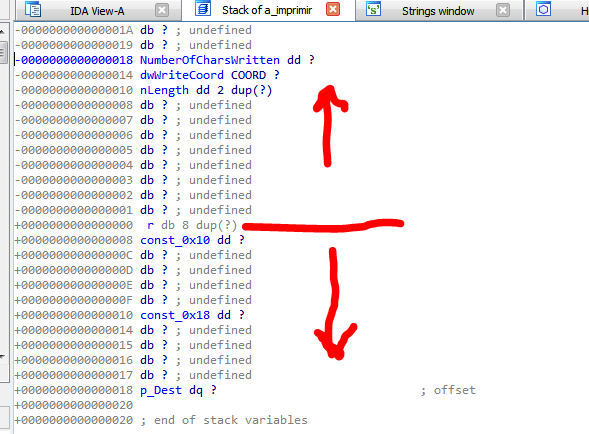 IDA View-A Stack of a_imprimir Strings window H
-000000000000001A db ? ; undefined
-0000000000000019 db ? ; undefined
-0000000000000018 NumberOfCharsWritten dd ?
-0000000000000014 dwWriteCoord COORD ?
-0000000000000010 nLength dd 2 dup(?)
-0000000000000008 db ? ; undefined
-0000000000000007 db ? ; undefined
-0000000000000006 db ? ; undefined
-0000000000000005 db ? ; undefined
-0000000000000004 db ? ; undefined
-0000000000000003 db ? ; undefined
-0000000000000002 db ? ; undefined
-0000000000000001 db ? ; undefined
+0000000000000000 r db 8 dup(?)
+0000000000000008 const_0x10 dd ?
+000000000000000C db ? ; undefined
+000000000000000D db ? ; undefined
+000000000000000E db ? ; undefined
+000000000000000F db ? ; undefined
+0000000000000010 const_0x18 dd ?
+0000000000000014 db ? ; undefined
+0000000000000015 db ? ; undefined
+0000000000000016 db ? ; undefined
+0000000000000017 db ? ; undefined
+0000000000000018 p_Dest dq ? ; offset
+0000000000000020
+0000000000000020 ; end of stack variables